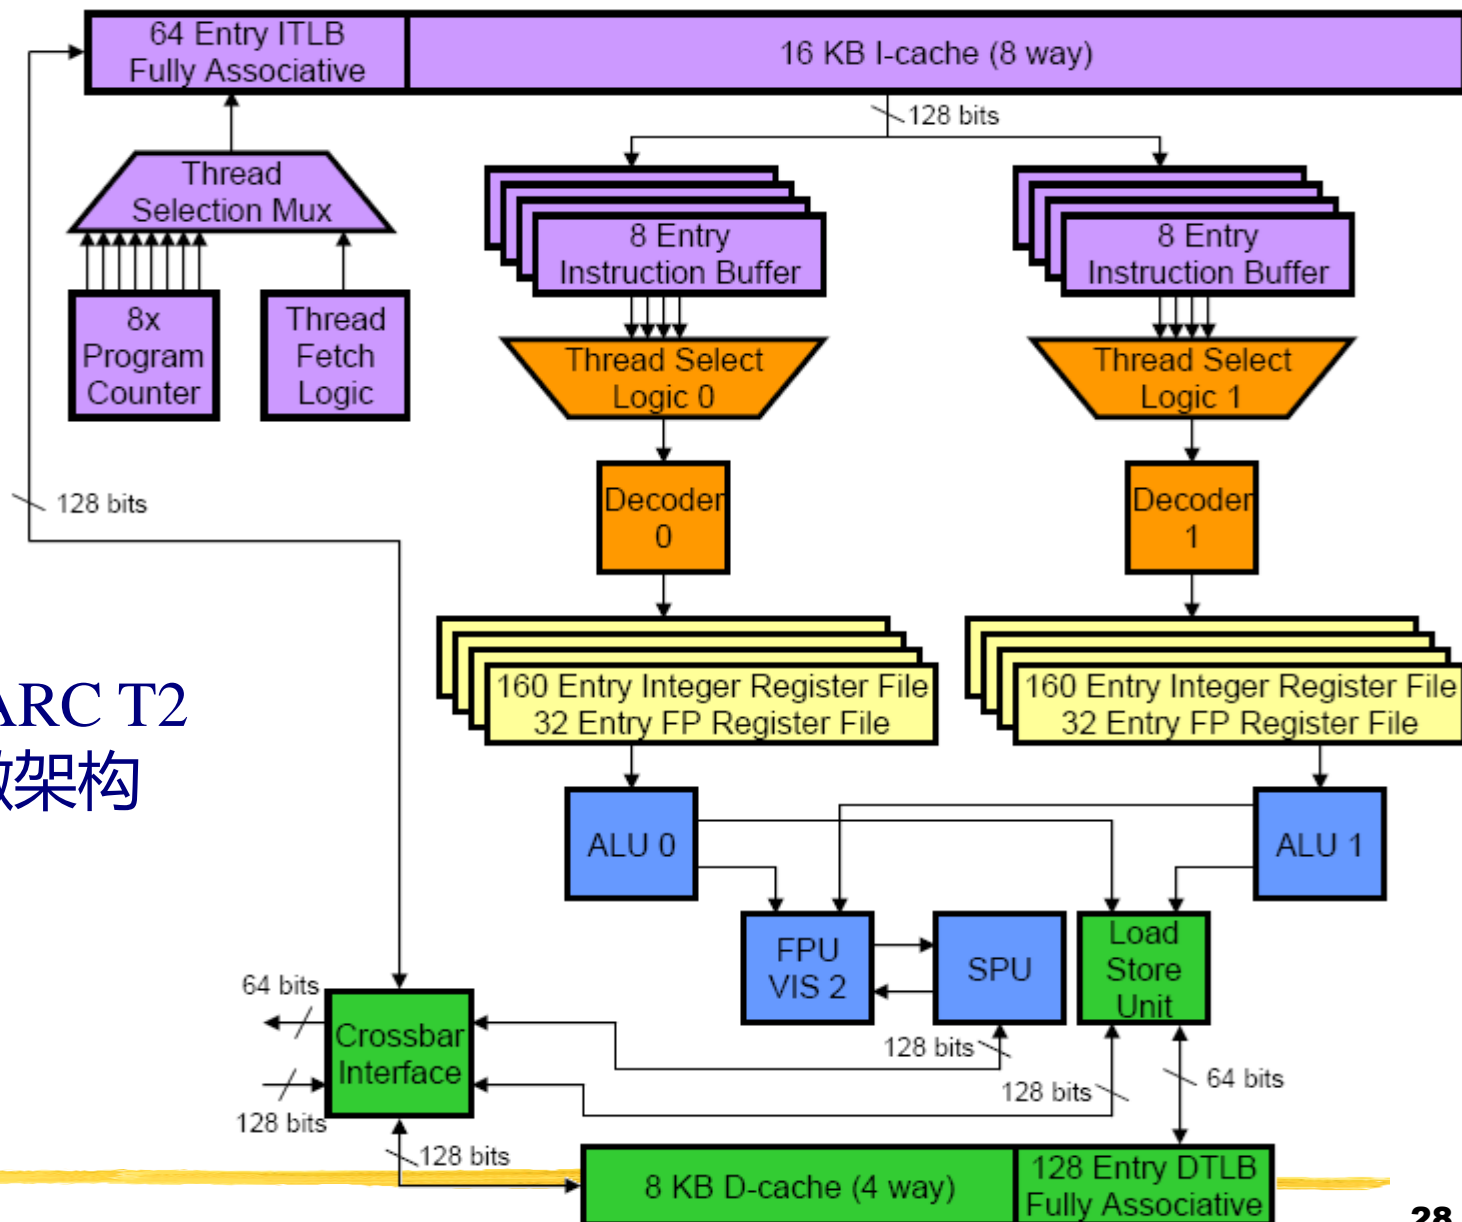 64 Entry ITLB
Fully Associative
16 KB I-cache (8 way)
128 bits
Thread
Selection Mux
8 Entry
Instruction Buffer
8 Entry
Instruction Buffer
8x
Program
Counter
Thread
Fetch
Logic
Thread Select
Logic 0
Thread Select
Logic 1
128 bits
Decoder
0
Decoder
1
160 Entry Integer Register File
32 Entry FP Register File
160 Entry Integer Register File
32 Entry FP Register File
ARC T2
微架构
ALU 0
ALU 1
FPU
VIS 2
SPU
Load
Store
Unit
64 bits
Crossbar
Interface
128 bits
128 bits
128 bits
64 bits
128 bits
8 KB D-cache (4 way)
128 Entry DTLB
Fully Associative
28